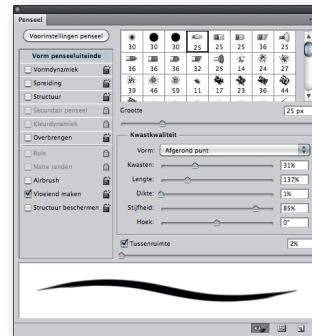 Penseel
Voorinstellingen penseel
30 30 30 25 25 25 36 25
36 36 36 32 25 14 24 27
39 46 59 11 17 23 36 44
Vorm penseeluiteinde
Vormdynamiek
Spreiding
Structuur
Secundair penseel
Kleurdynamiek
Overbrengen
Ruis
Natte randen
Airbrush
Vloeiend maken
Structuur beschermen
Grootte 25 px
Kwastkwaliteit
Vorm: Afgerond punt
Kwasten: 31%
Lengte: 137%
Dikte: 1%
Stijfheid: 85%
Hoek: 0°
Tussenruimte 2%